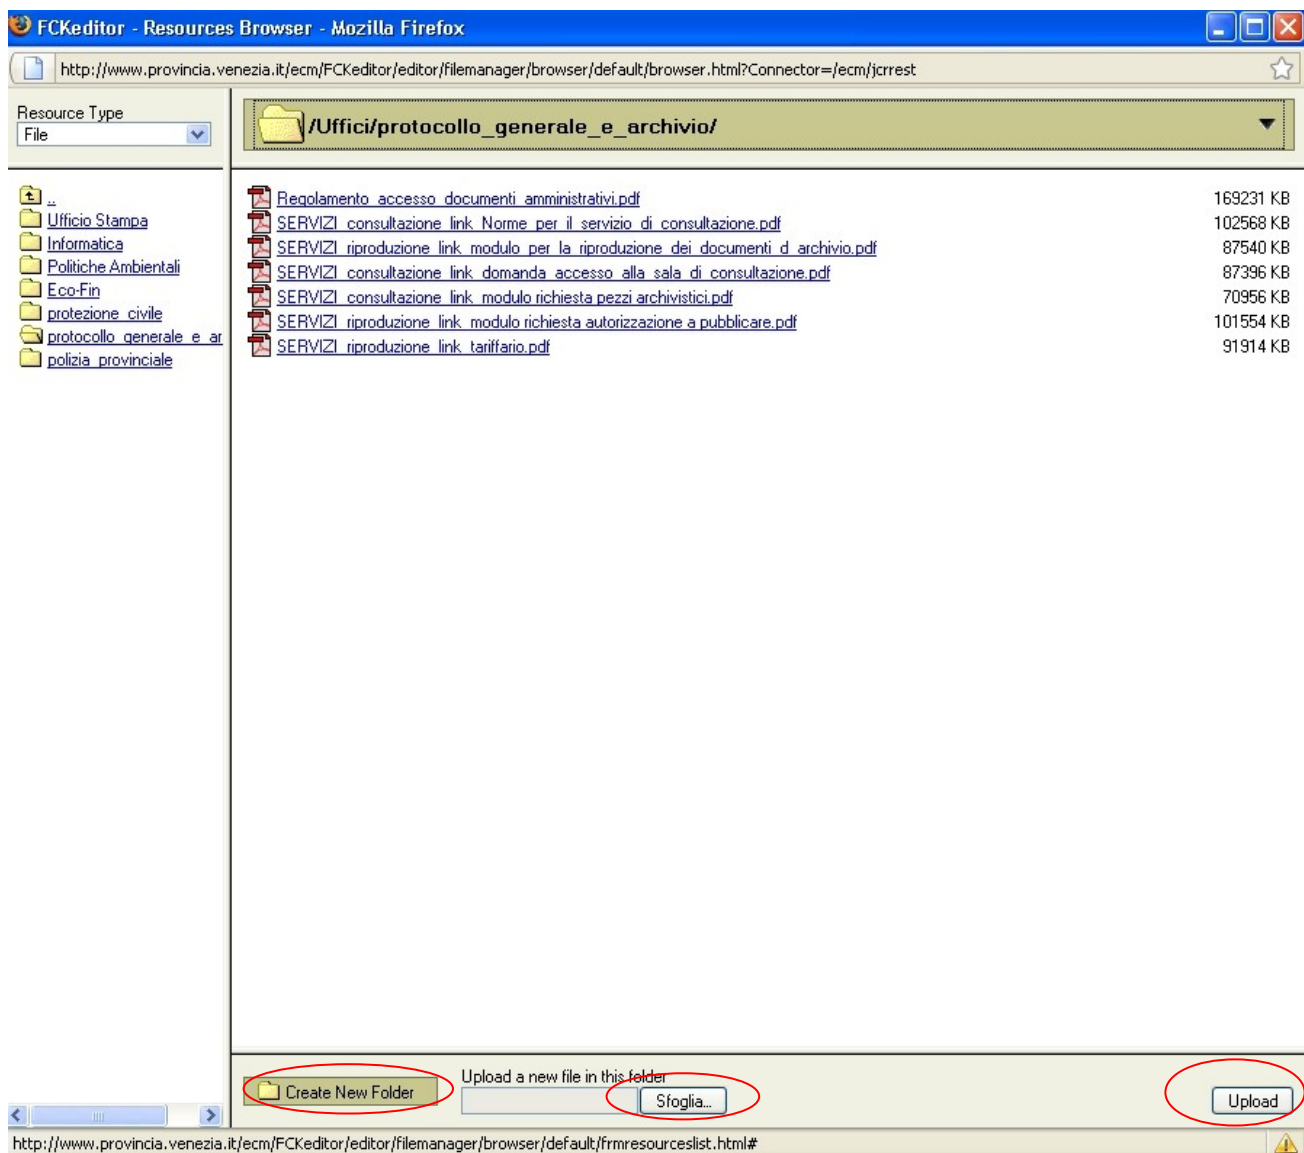 FCKeditor - Resources Browser - Mozilla Firefox
http://www.provincia.venezia.it/ecm/FCKeditor/editor/filemanager/browser/default/browser.html?Connector=/ecm/jcrrest
Resource Type
File
/Uffici/protocollo_generale_e_archivio/
..
Ufficio Stampa
Informatica
Politiche Ambientali
Eco-Fin
protezione_civile
protocollo_generale_e_ar
polizia_provinciale
Regolamento_accesso_documenti_amministrativi.pdf 169231 KB
SERVIZI_consultazione_link_Norme_per_il_servizio_di_consultazione.pdf 102568 KB
SERVIZI_riproduzione_link_modulo_per_la_riproduzione_dei_documenti_d_archivio.pdf 87540 KB
SERVIZI_consultazione_link_domanda_accesso_alla_sala_di_consultazione.pdf 87396 KB
SERVIZI_consultazione_link_modulo richiesta pezzi archivistici.pdf 70956 KB
SERVIZI_riproduzione_link_modulo richiesta autorizzazione a pubblicare.pdf 101554 KB
SERVIZI_riproduzione_link_tariffario.pdf 91914 KB
Create New Folder
Upload a new file in this folder
Sfoglia...
Upload
http://www.provincia.venezia.it/ecm/FCKeditor/editor/filemanager/browser/default/frmresourceslist.html#